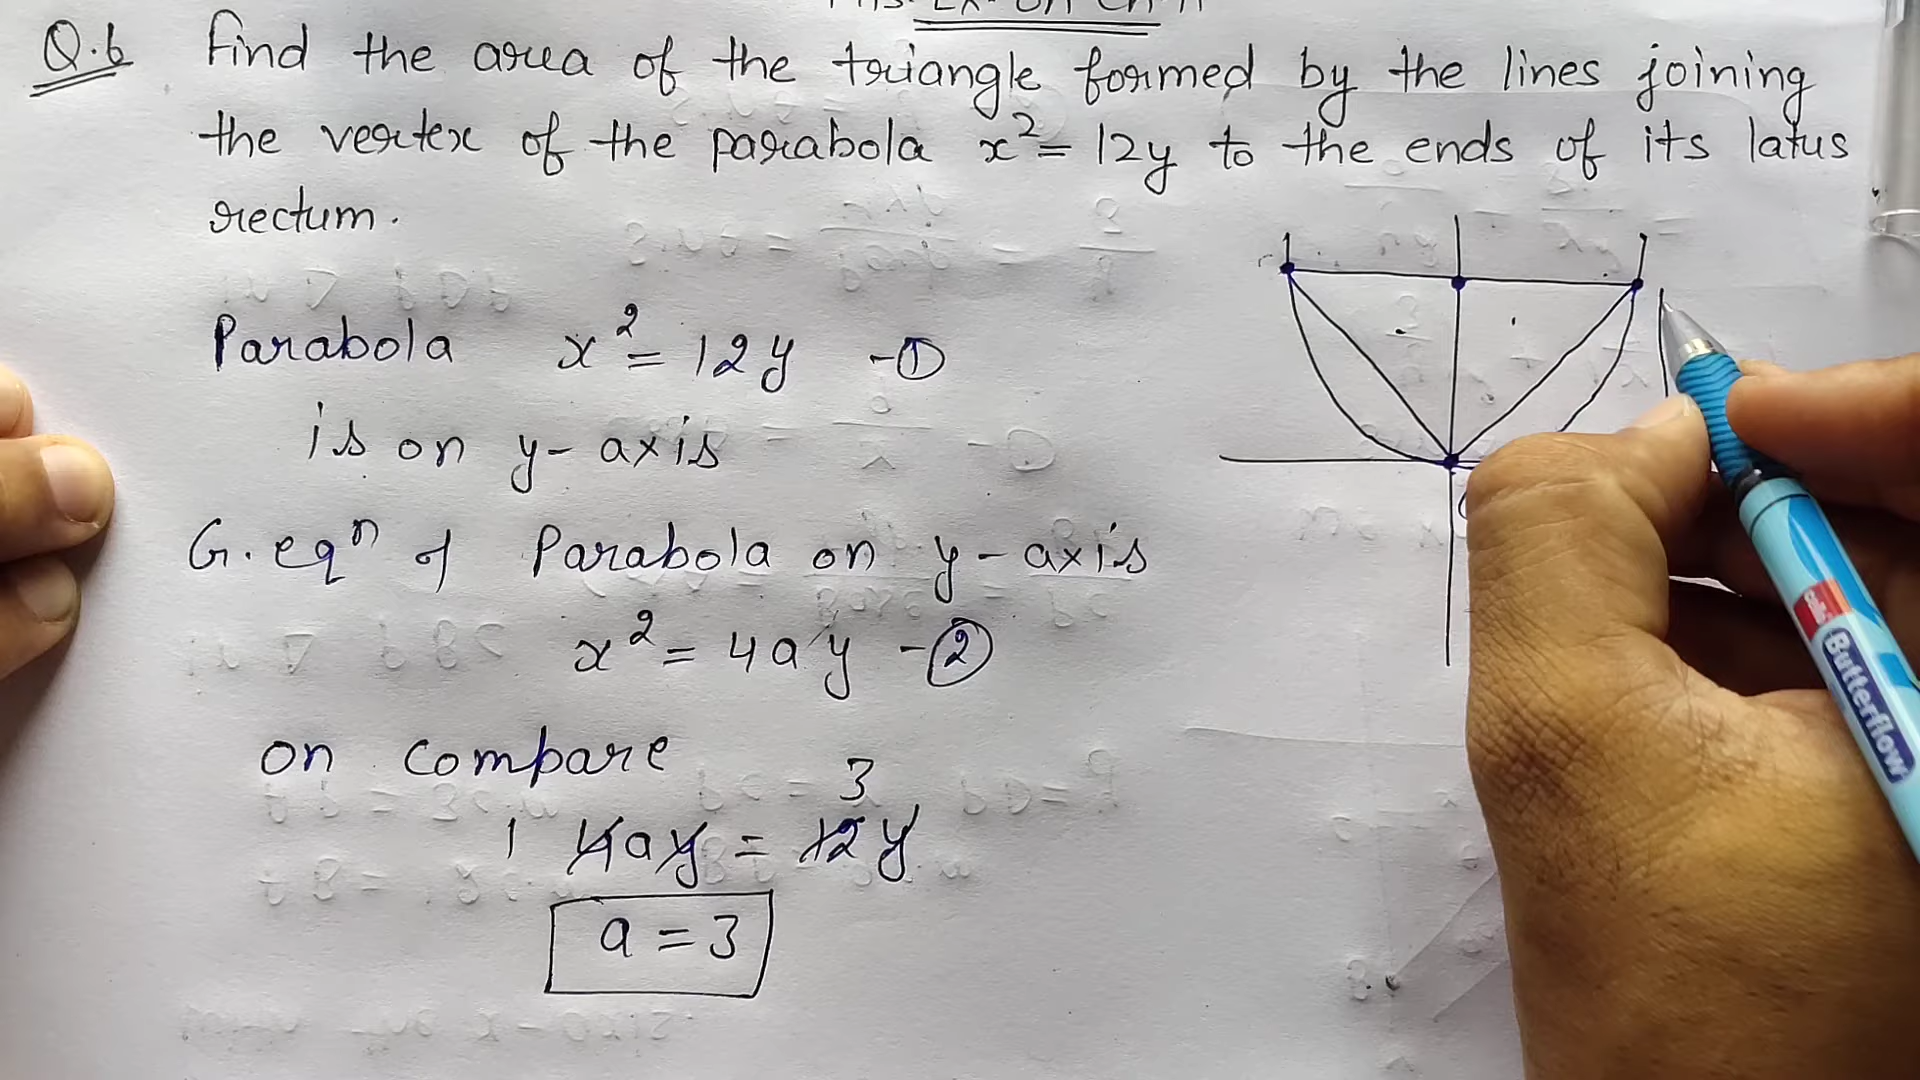 Q.6 Find the area of the triangle formed by the lines joining
the vertex of the parabola x² = 12y to the ends of its latus
rectum.
Parabola x² = 12y -①
is on y-axis
G. eqⁿ of Parabola on y-axis
x² = 4ay -②
on compare
3
1 4ay = 12y
a = 3
Butterflow